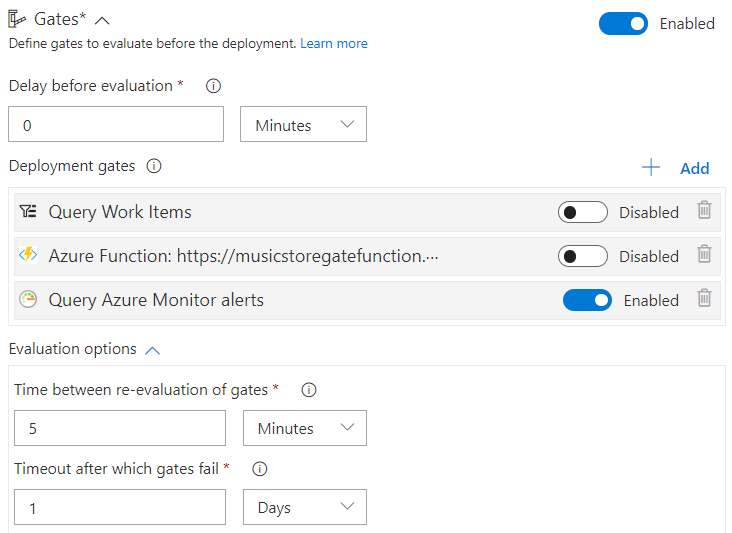 Gates* Enabled
Define gates to evaluate before the deployment. Learn more
Delay before evaluation *
0 Minutes
Deployment gates Add
Query Work Items Disabled
Azure Function: https://musicstoregatefunction.··· Disabled
Query Azure Monitor alerts Enabled
Evaluation options
Time between re-evaluation of gates *
5 Minutes
Timeout after which gates fail *
1 Days